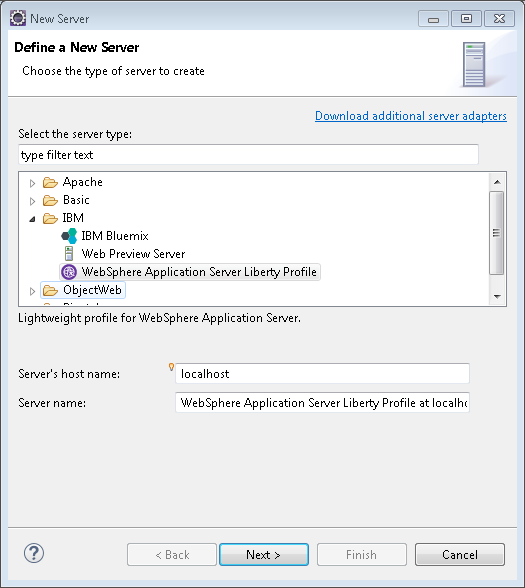 New Server
Define a New Server
Choose the type of server to create
Download additional server adapters
Select the server type:
type filter text
Apache
Basic
IBM
IBM Bluemix
Web Preview Server
WebSphere Application Server Liberty Profile
ObjectWeb
Lightweight profile for WebSphere Application Server.
Server's host name: localhost
Server name: WebSphere Application Server Liberty Profile at localho
< Back Next > Finish Cancel